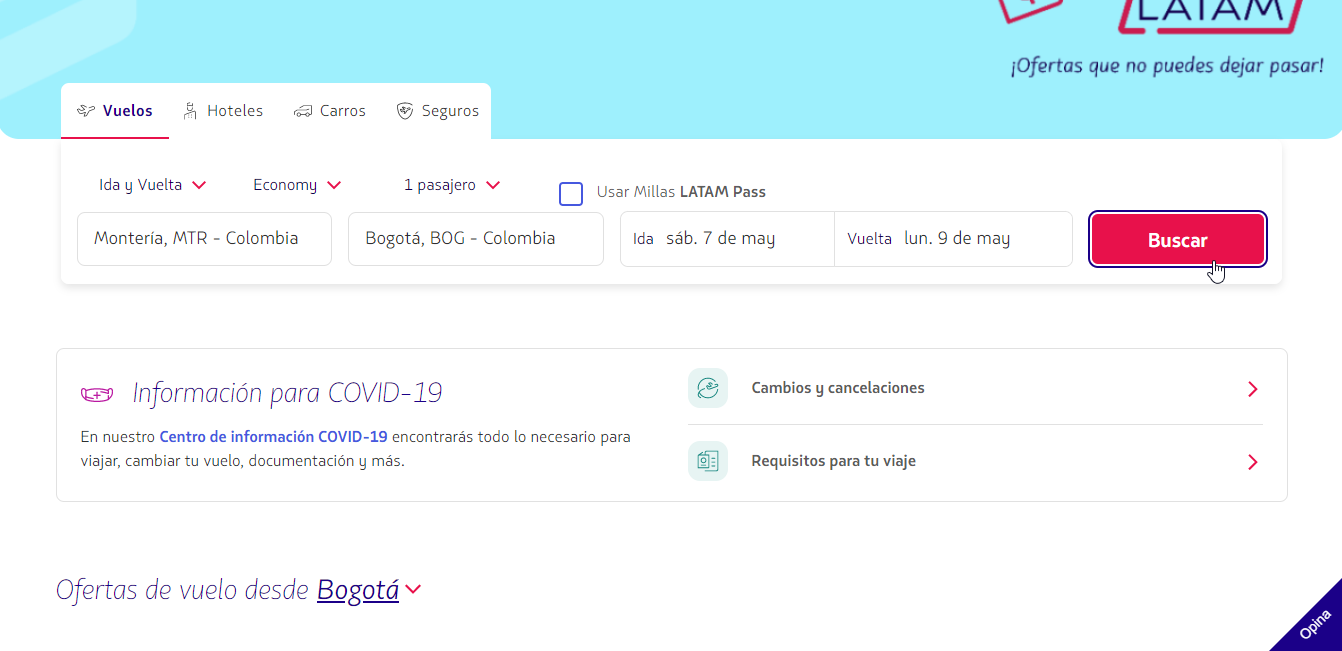 LATAM
¡Ofertas que no puedes dejar pasar!
Vuelos Hoteles Carros Seguros
Ida y Vuelta Economy 1 pasajero Usar Millas LATAM Pass
Montería, MTR - Colombia Bogotá, BOG - Colombia Ida sáb. 7 de may Vuelta lun. 9 de may Buscar
Información para COVID-19
En nuestro Centro de información COVID-19 encontrarás todo lo necesario para
viajar, cambiar tu vuelo, documentación y más.
Cambios y cancelaciones
Requisitos para tu viaje
Ofertas de vuelo desde Bogotá
Opina